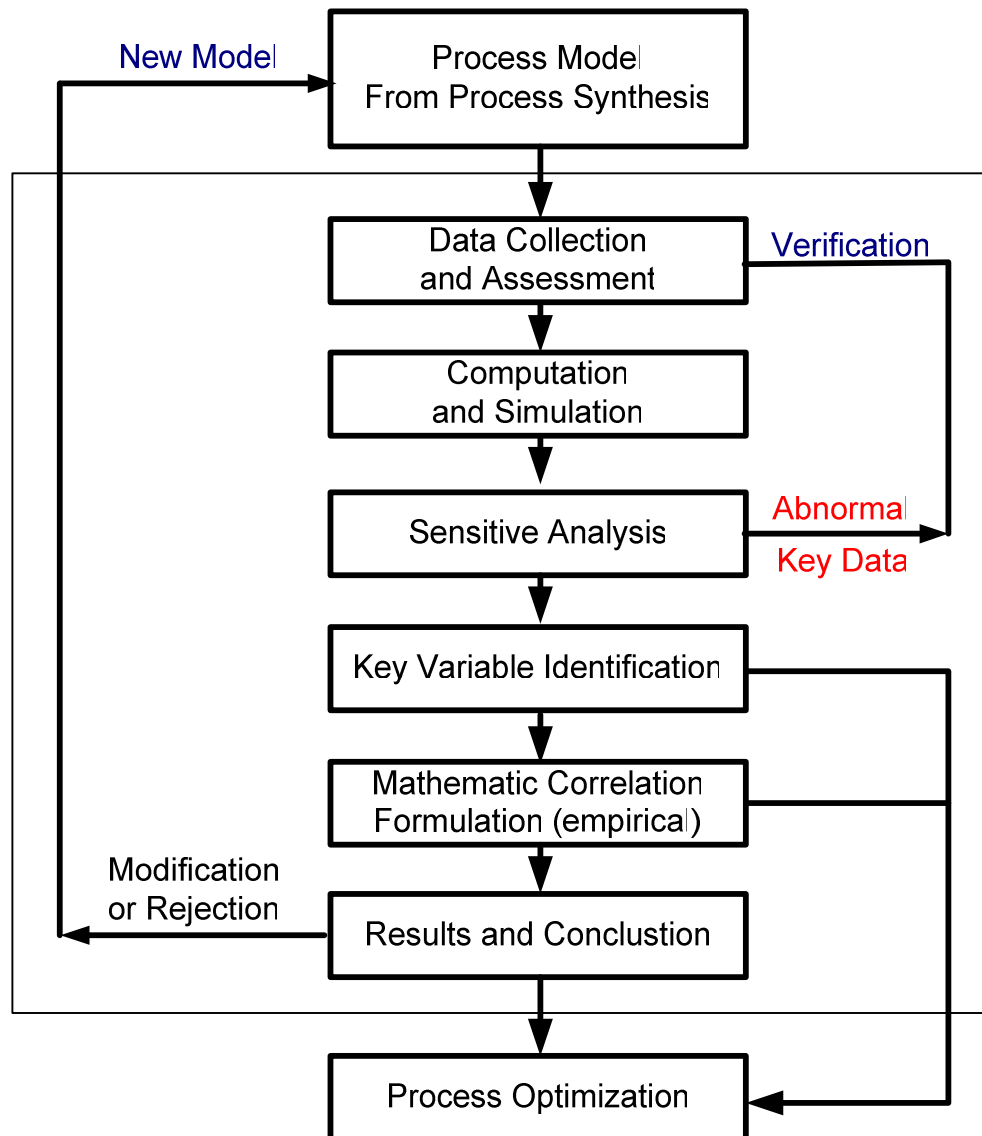 New Model
Process Model
From Process Synthesis
Data Collection
and Assessment
Verification
Computation
and Simulation
Sensitive Analysis
Abnormal
Key Data
Key Variable Identification
Mathematic Correlation
Formulation (empirical)
Modification
or Rejection
Results and Conclustion
Process Optimization